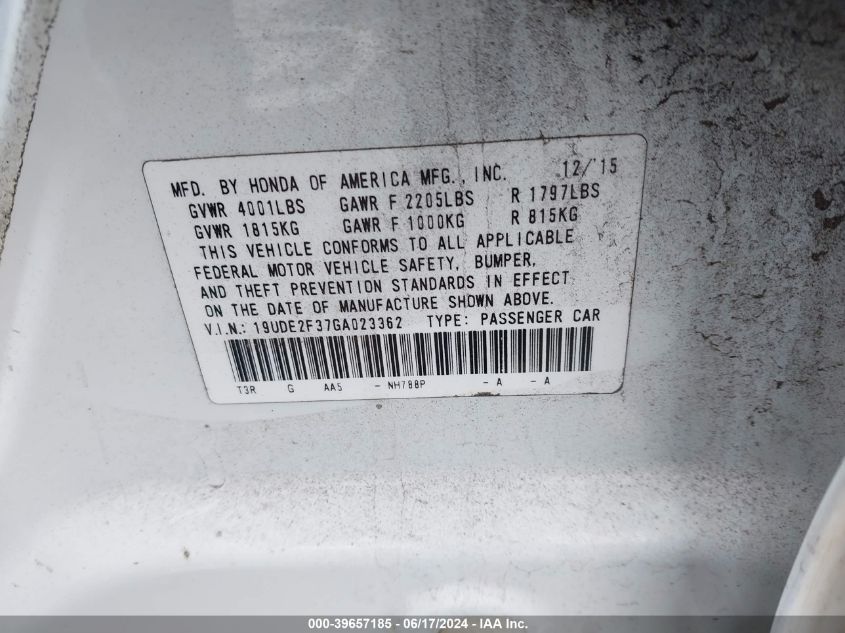 MFD. BY HONDA OF AMERICA MFG., INC. 12/'15
GVWR 4001LBS GAWR F 2205LBS R 1797LBS
GVWR 1815KG GAWR F 1000KG R 815KG
THIS VEHICLE CONFORMS TO ALL APPLICABLE
FEDERAL MOTOR VEHICLE SAFETY, BUMPER,
AND THEFT PREVENTION STANDARDS IN EFFECT
ON THE DATE OF MANUFACTURE SHOWN ABOVE.
V.I.N.: 19UDE2F37GA023362 TYPE: PASSENGER CAR
T3R G AA5 - NH788P - A - A
000-39657185 - 06/17/2024 - IAA Inc.